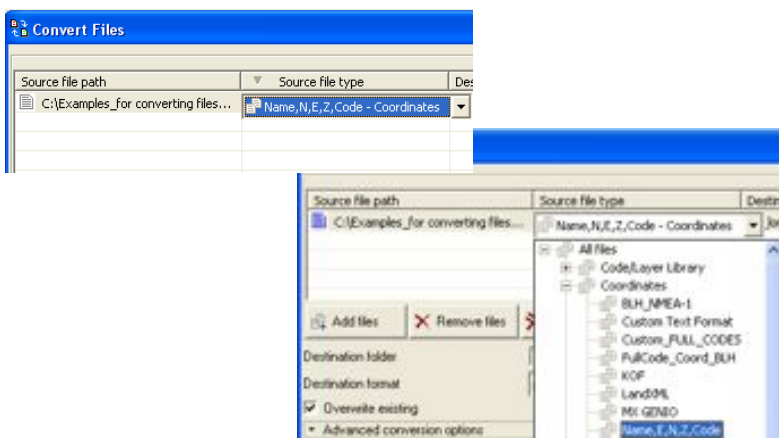 Convert Files
Source file path Source file type Des
C:\Examples_for converting files... Name,N,E,Z,Code - Coordinates
Source file path Source file type Destin
C:\Examples_for converting files... Name,N,E,Z,Code - Coordinates
All files
Code/Layer Library
Coordinates
BLH_NMEA-1
Custom Text Format
Custom_FULL_CODES
FullCode_Coord_BLH
KOF
LandXML
MX GENIO
Name,E,N,Z,Code
Add files Remove files
Destination folder
Destination format
Overwrite existing
Advanced conversion options